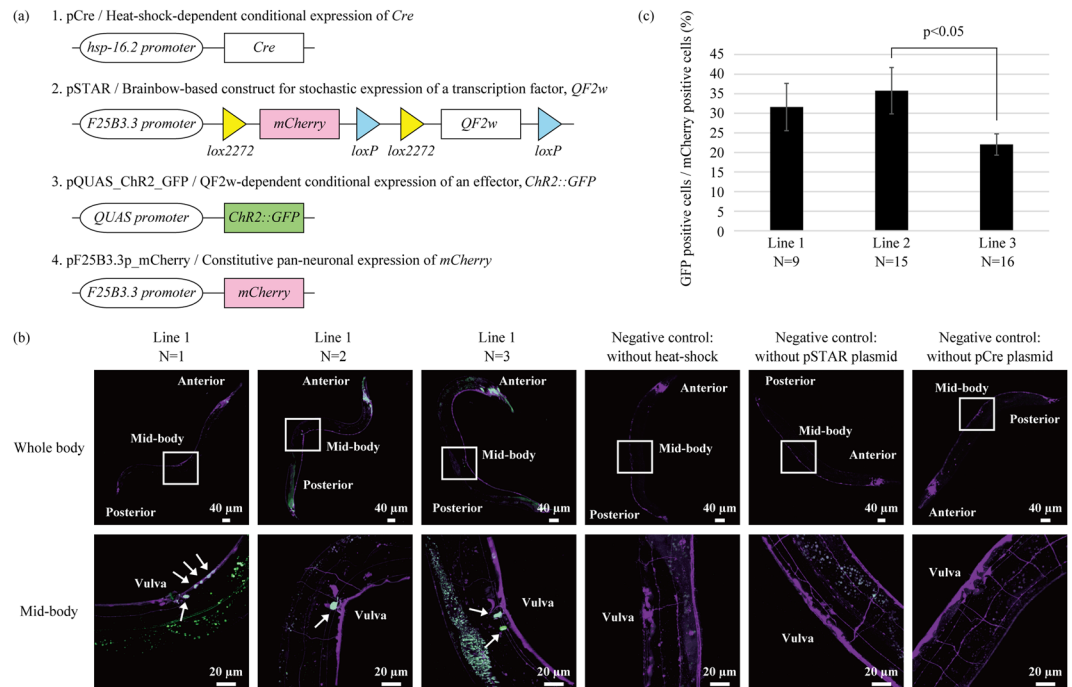 (a)
1. pCre / Heat-shock-dependent conditional expression of Cre
hsp-16.2 promoter
Cre
2. pSTAR / Brainbow-based construct for stochastic expression of a transcription factor, QF2w
F25B3.3 promoter
mCherry
QF2w
lox2272
loxP
lox2272
loxP
3. pQUAS_ChR2_GFP / QF2w-dependent conditional expression of an effector, ChR2::GFP
QUAS promoter
ChR2::GFP
4. pF25B3.3p_mCherry / Constitutive pan-neuronal expression of mCherry
F25B3.3 promoter
mCherry
(c)
GFP positive cells / mCherry positive cells (%)
45
40
35
30
25
20
15
10
5
0
p<0.05
Line 1
N=9
Line 2
N=15
Line 3
N=16
(b)
Line 1
N=1
Line 1
N=2
Line 1
N=3
Negative control:
without heat-shock
Negative control:
without pSTAR plasmid
Negative control:
without pCre plasmid
Whole body
Anterior
Mid-body
Posterior
40 µm
Anterior
Mid-body
Posterior
40 µm
Anterior
Mid-body
Posterior
40 µm
Anterior
Mid-body
Posterior
40 µm
Posterior
Mid-body
Anterior
40 µm
Mid-body
Posterior
Anterior
40 µm
Mid-body
Vulva
20 µm
Vulva
20 µm
Vulva
20 µm
Vulva
20 µm
Vulva
20 µm
Vulva
20 µm